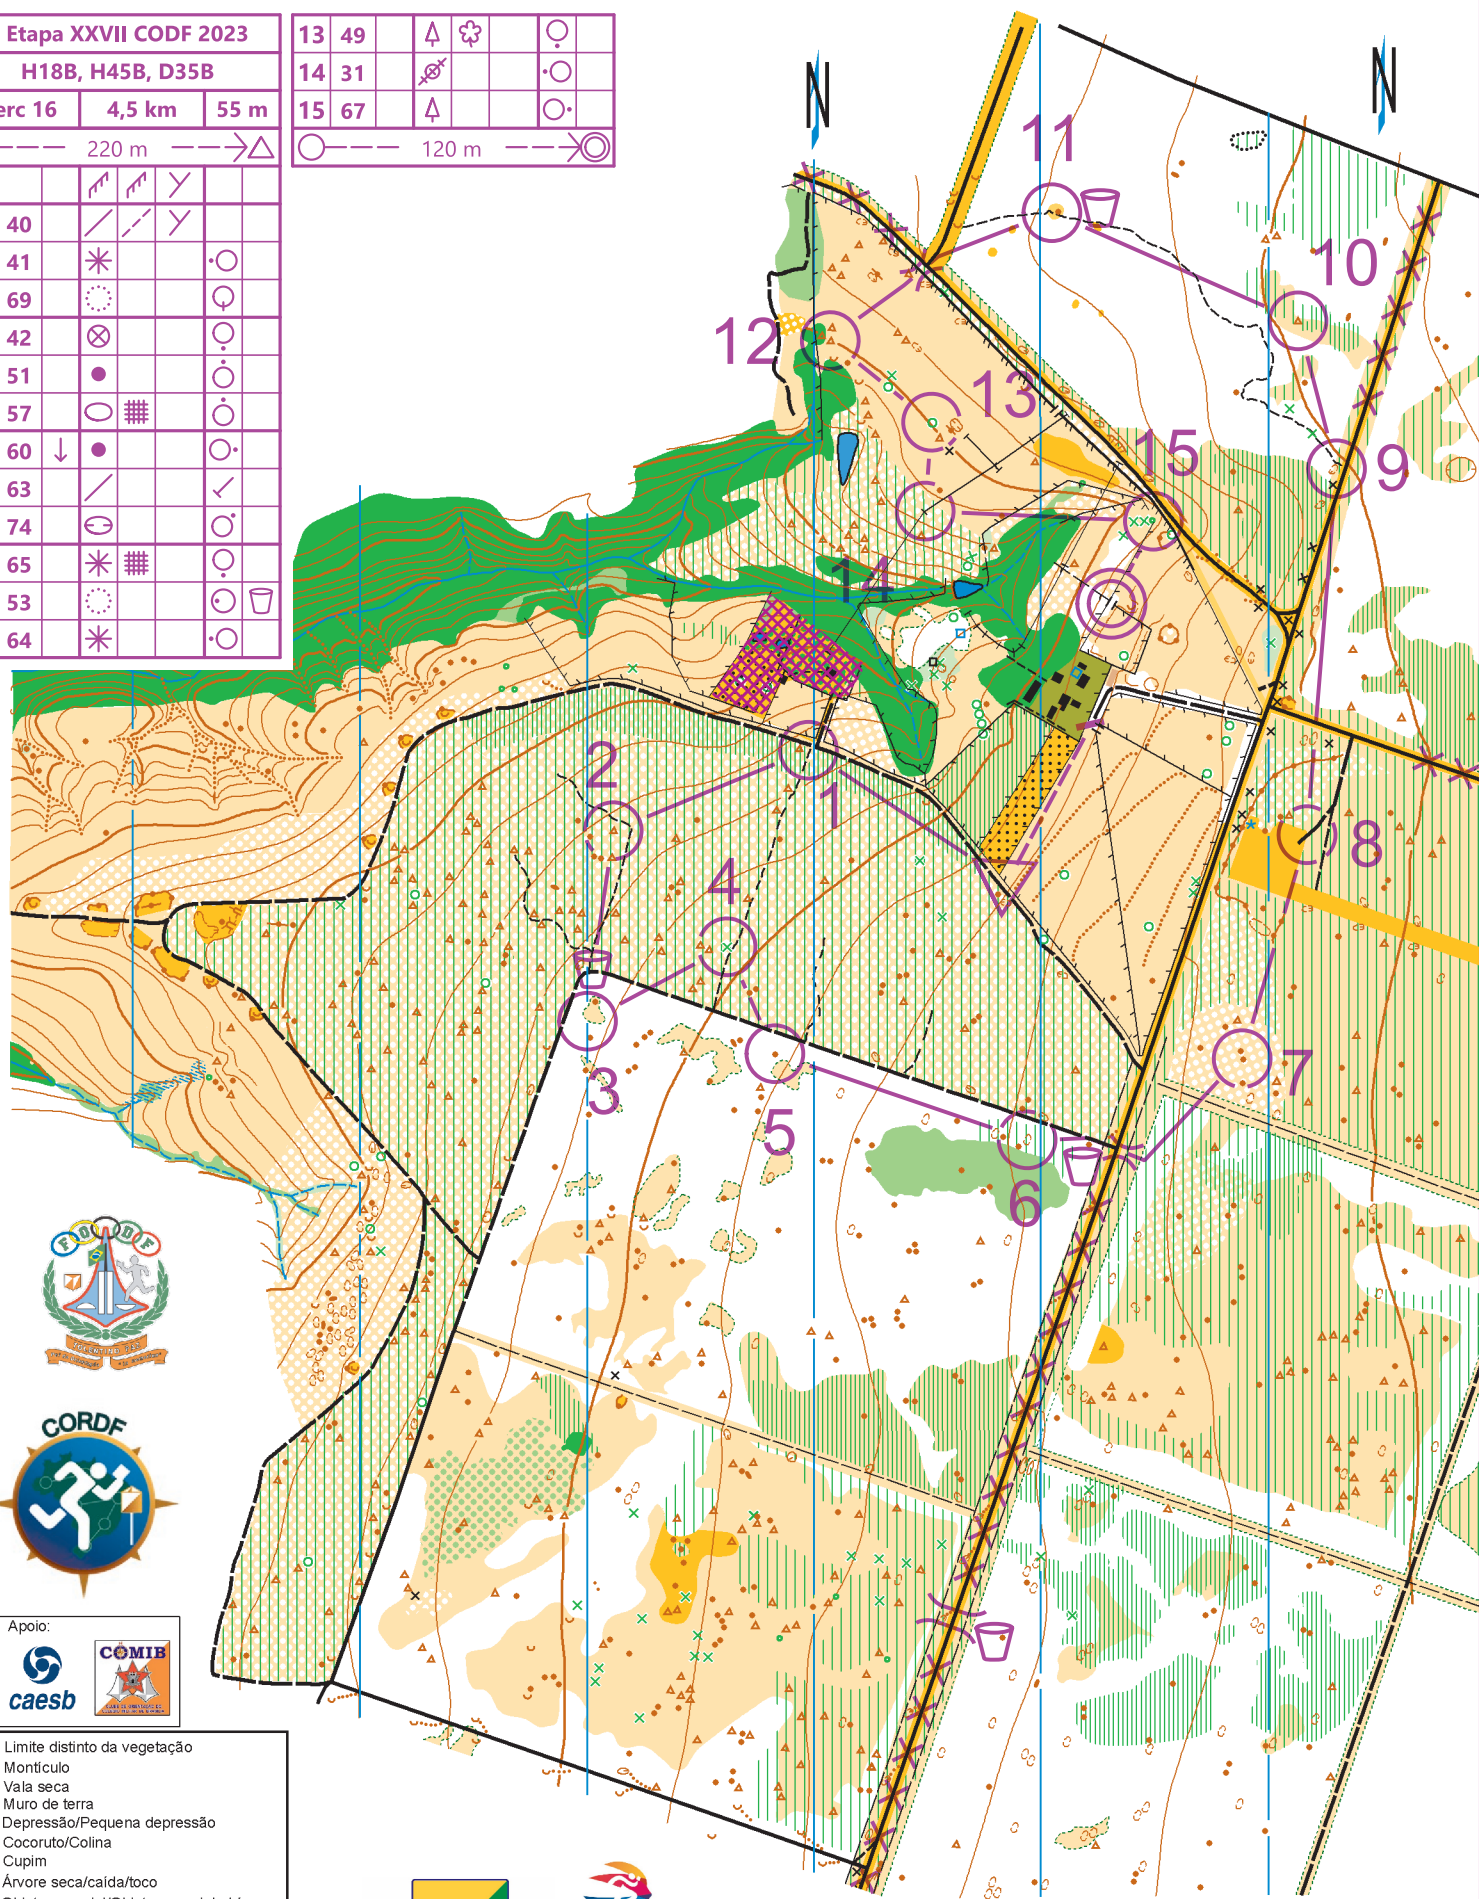 Etapa XXVII CODF 2023
H18B, H45B, D35B
erc 16 4,5 km 55 m
220 m
40
41
69
42
51
57
60
63
74
65
53
64
13 49
14 31
15 67
120 m
N
N
11
10
12
13
15
9
14
2
1
8
4
7
3
5
6
FODF
CORDF
Apoio:
caesb
COMIB
Limite distinto da vegetação
Montículo
Vala seca
Muro de terra
Depressão/Pequena depressão
Cocoruto/Colina
Cupim
Árvore seca/caída/toco